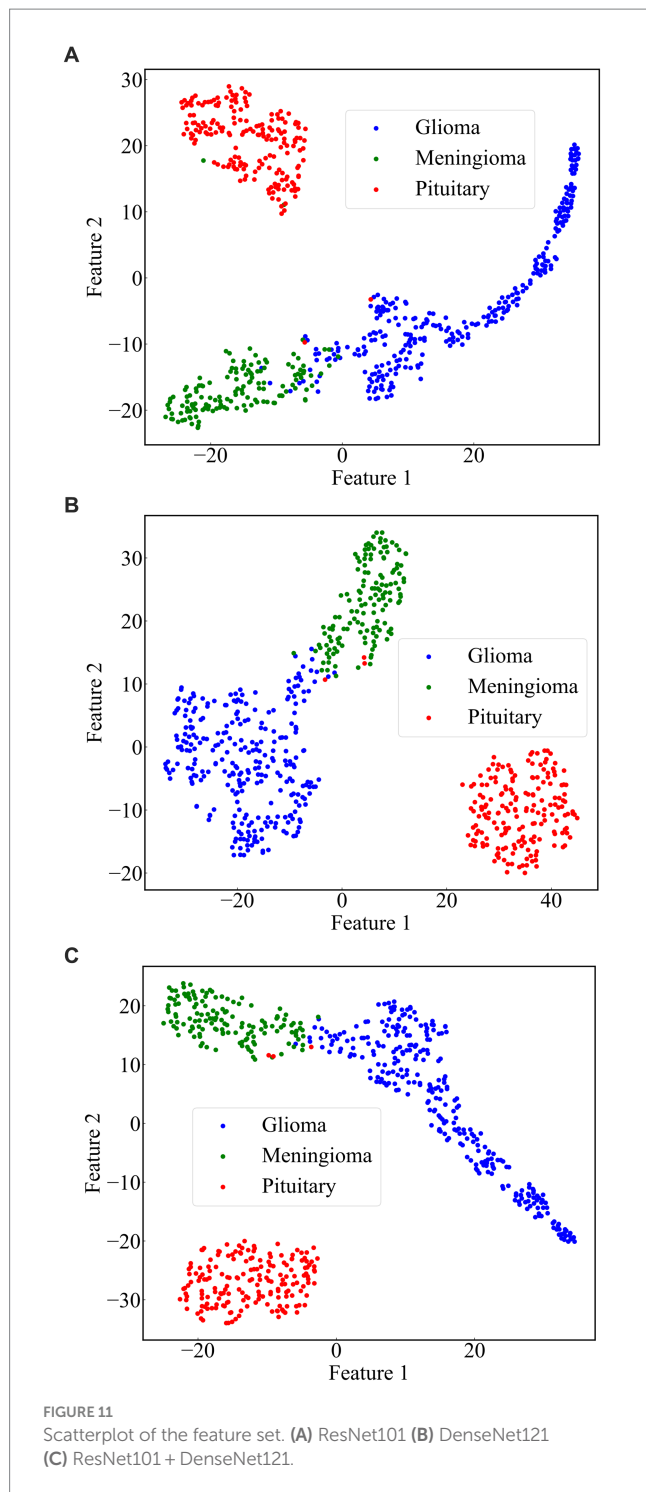 A
30
20
10
0
−10
−20
Feature 2
Glioma
Meningioma
Pituitary
−20
0
20
Feature 1
B
30
20
10
0
−10
−20
Feature 2
Glioma
Meningioma
Pituitary
−20
0
20
40
Feature 1
C
20
10
0
−10
−20
−30
Feature 2
Glioma
Meningioma
Pituitary
−20
0
20
Feature 1
FIGURE 11
Scatterplot of the feature set. (A) ResNet101 (B) DenseNet121
(C) ResNet101 + DenseNet121.